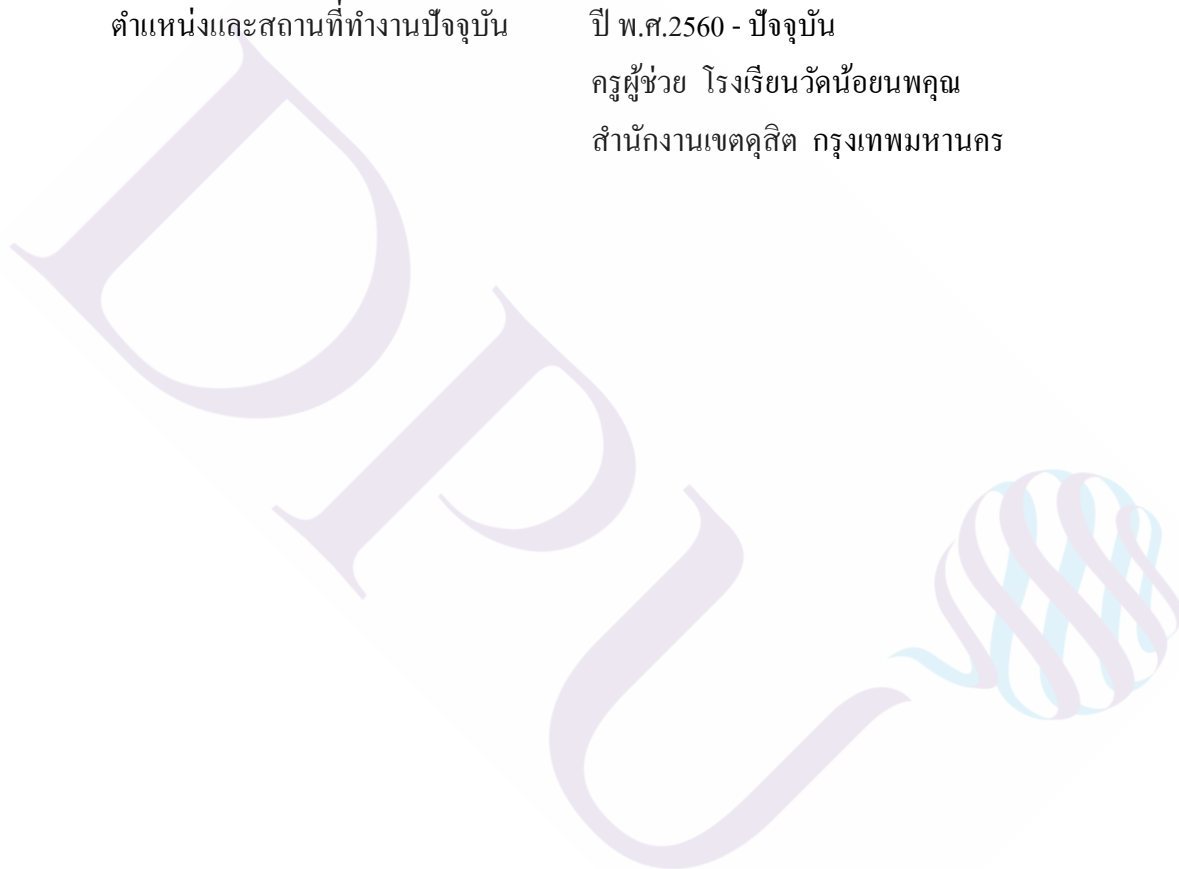 ตำแหน่งและสถานที่ทำงานปัจจุบัน ปี พ.ศ.2560 - ปัจจุบัน
ครูผู้ช่วย โรงเรียนวัดน้อยนพคุณ
สำนักงานเขตดุสิต กรุงเทพมหานคร
DPU